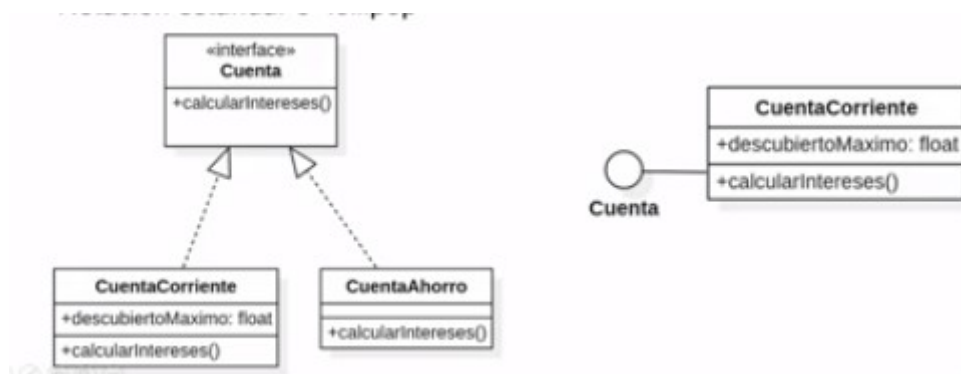 «interface»
Cuenta
+calcularIntereses()
CuentaCorriente
+descubiertoMaximo: float
+calcularIntereses()
CuentaAhorro
+calcularIntereses()
Cuenta
CuentaCorriente
+descubiertoMaximo: float
+calcularIntereses()